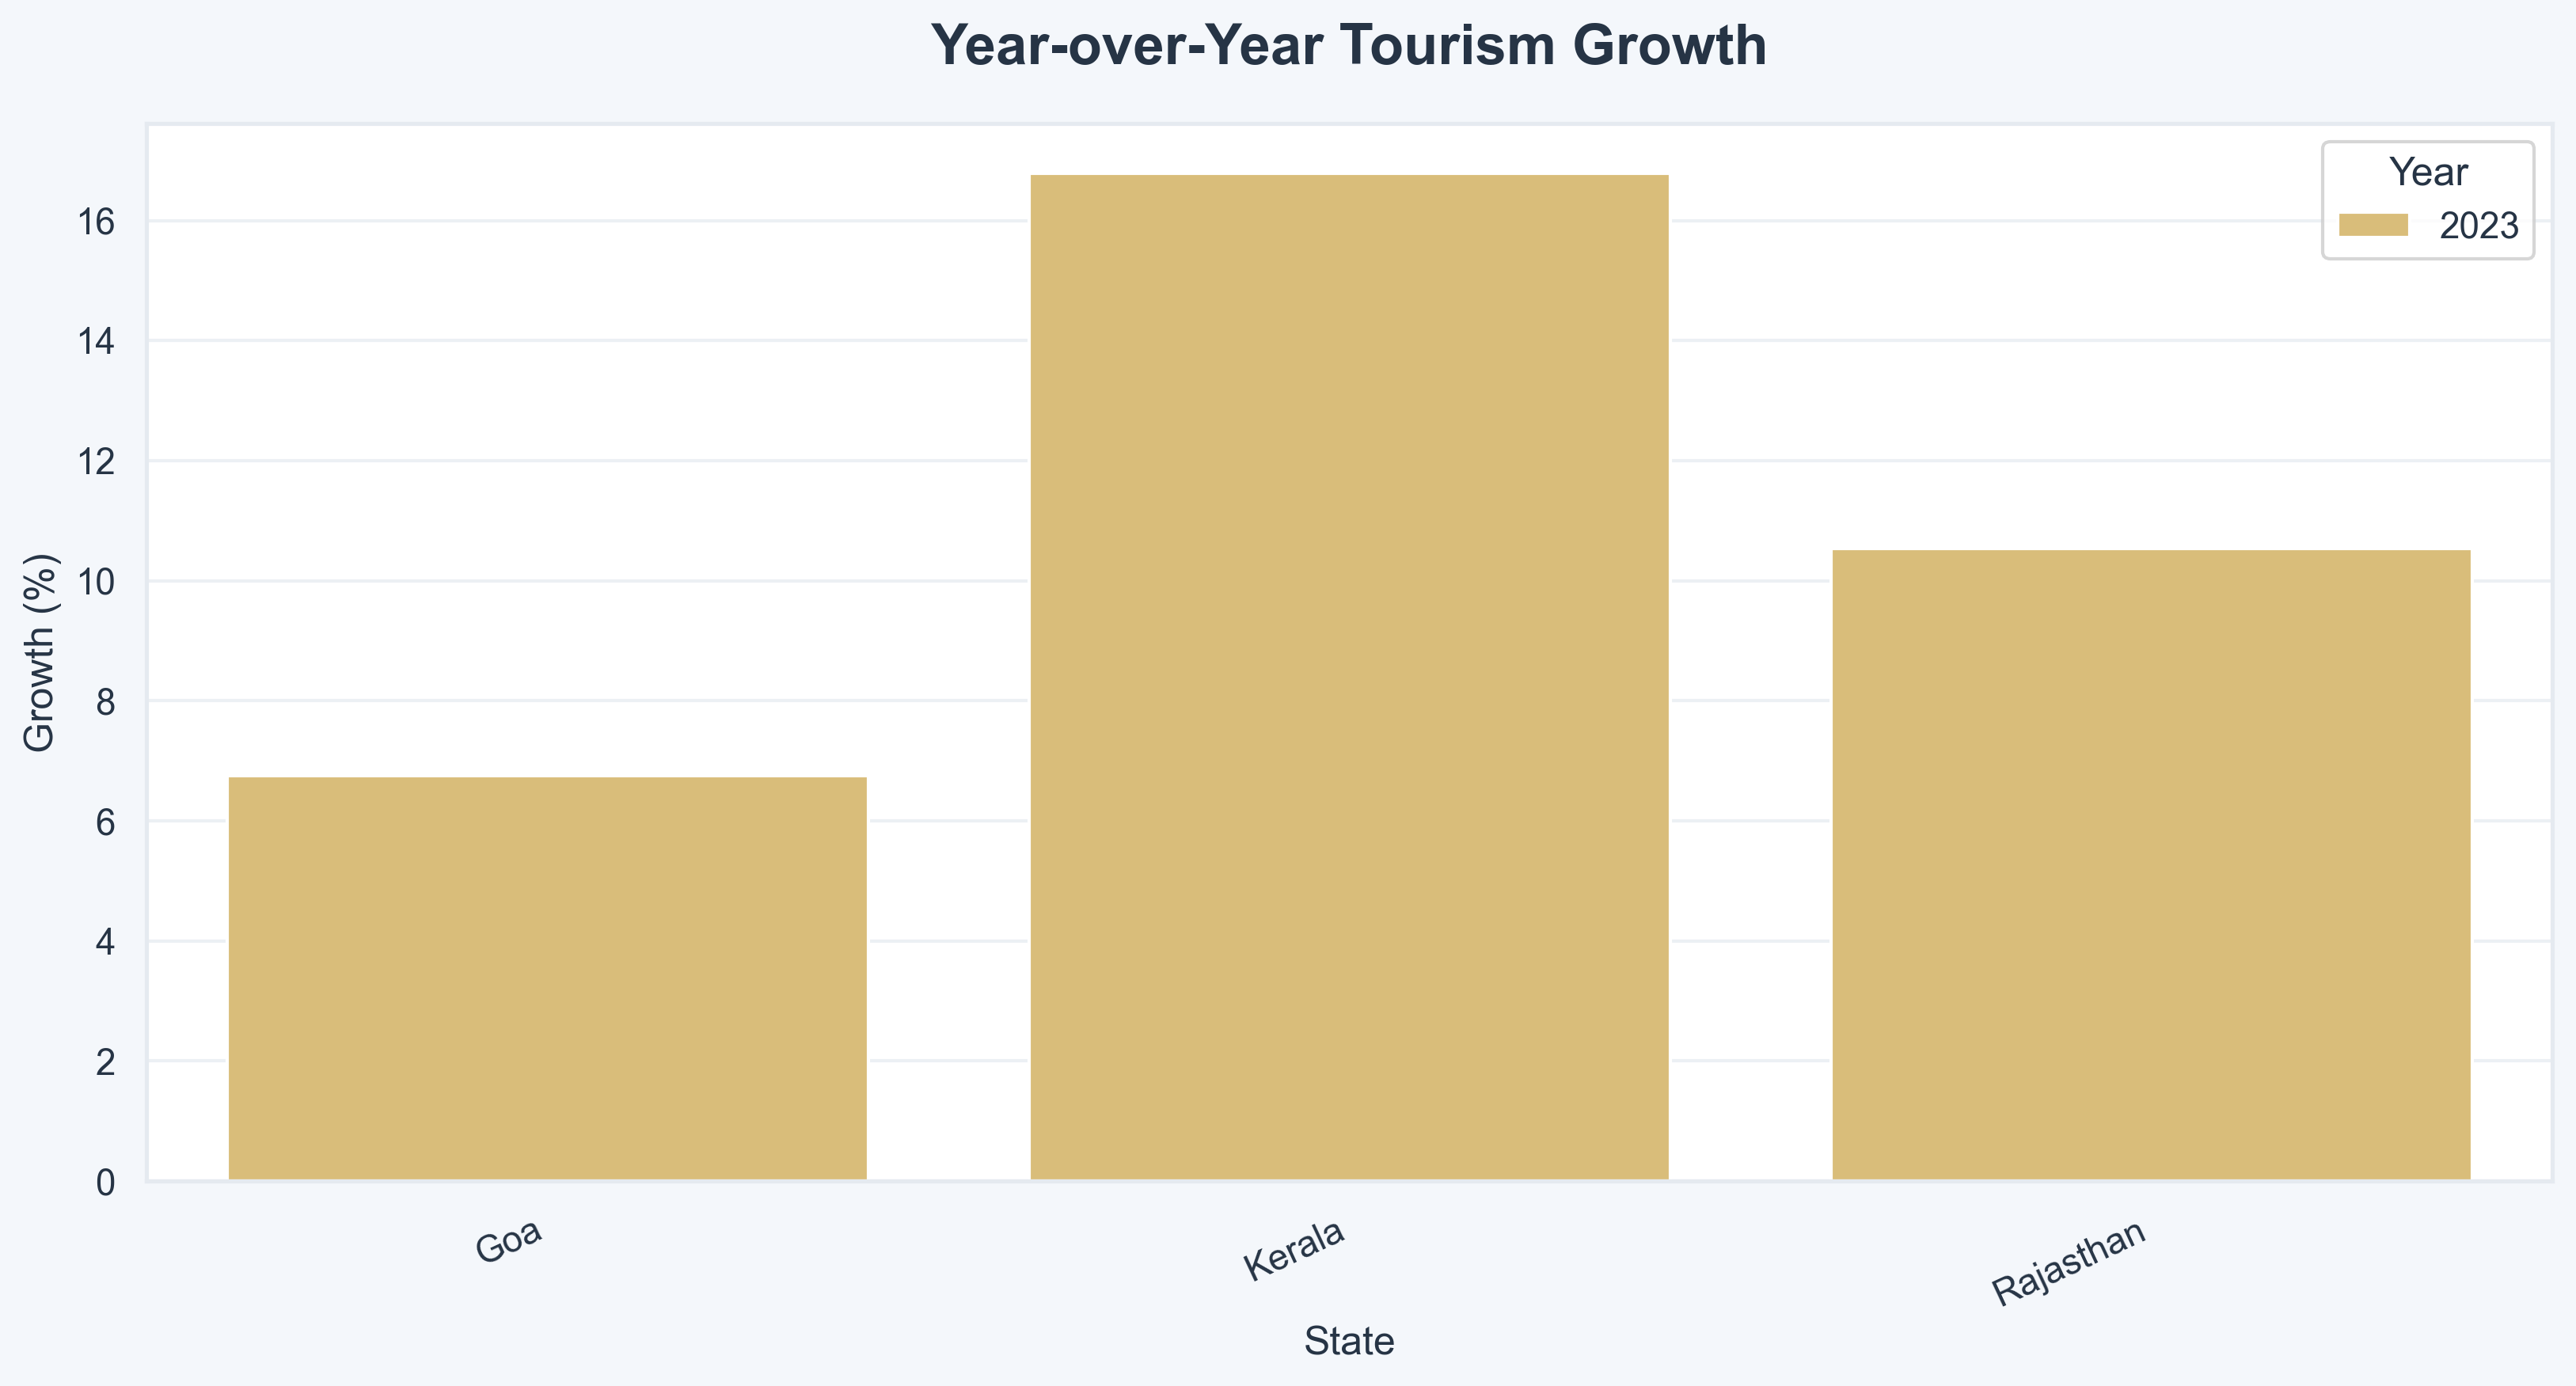 Year-over-Year Tourism Growth
Year
2023
16
14
12
10
8
6
4
2
0
Growth (%)
Goa
Kerala
Rajasthan
State